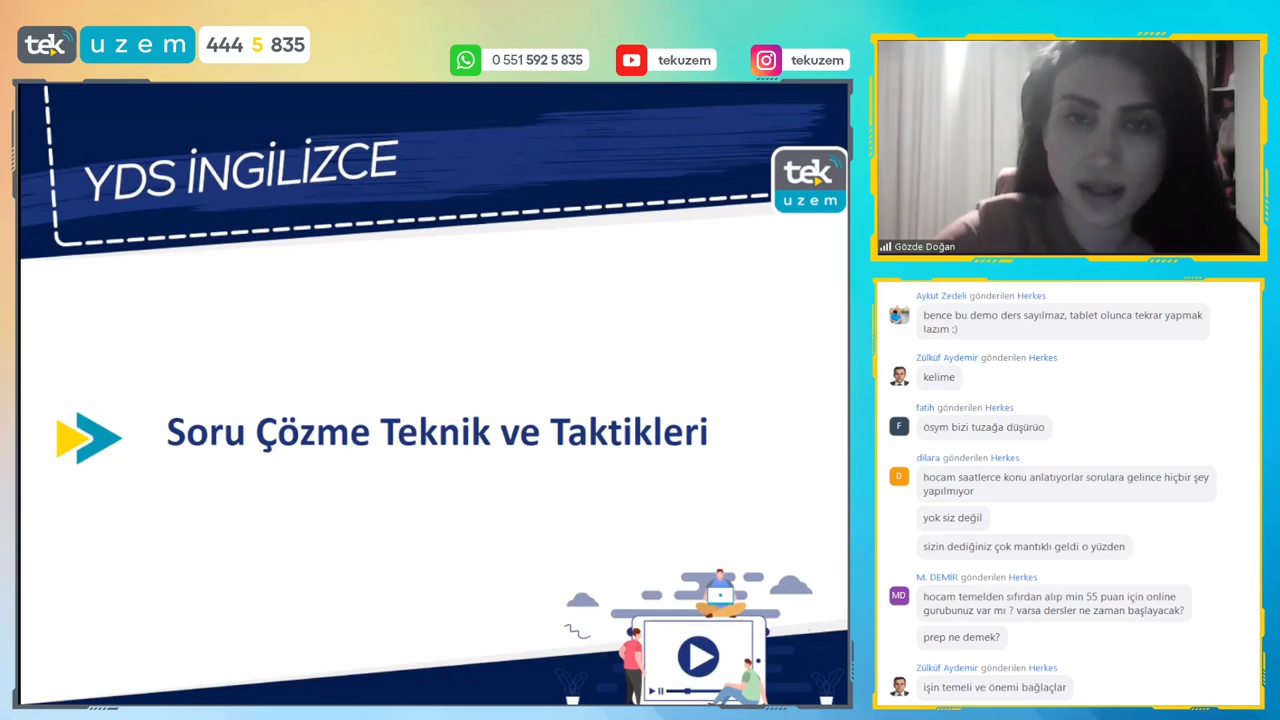 tek
uzem
444 5 835
0 551 592 5 835
tekuzem
tekuzem
YDS İNGİLİZCE
tek
uzem
Soru Çözme Teknik ve Taktikleri
Gözde Doğan
Aykut Zedeli gönderilen Herkes
bence bu demo ders sayılmaz, tablet olunca tekrar yapmak
lazım :)
Zülküf Aydemir gönderilen Herkes
kelime
fatih gönderilen Herkes
F
ösym bizi tuzağa düşürüo
dilara gönderilen Herkes
D
hocam saatlerce konu anlatıyorlar sorulara gelince hiçbir şey
yapılmıyor
yok siz değil
sizin dediğiniz çok mantıklı geldi o yüzden
M. DEMİR gönderilen Herkes
MD
hocam temelden sıfırdan alıp min 55 puan için online
gurubunuz var mı ? varsa dersler ne zaman başlayacak?
prep ne demek?
Zülküf Aydemir gönderilen Herkes
işin temeli ve önemi bağlaçlar